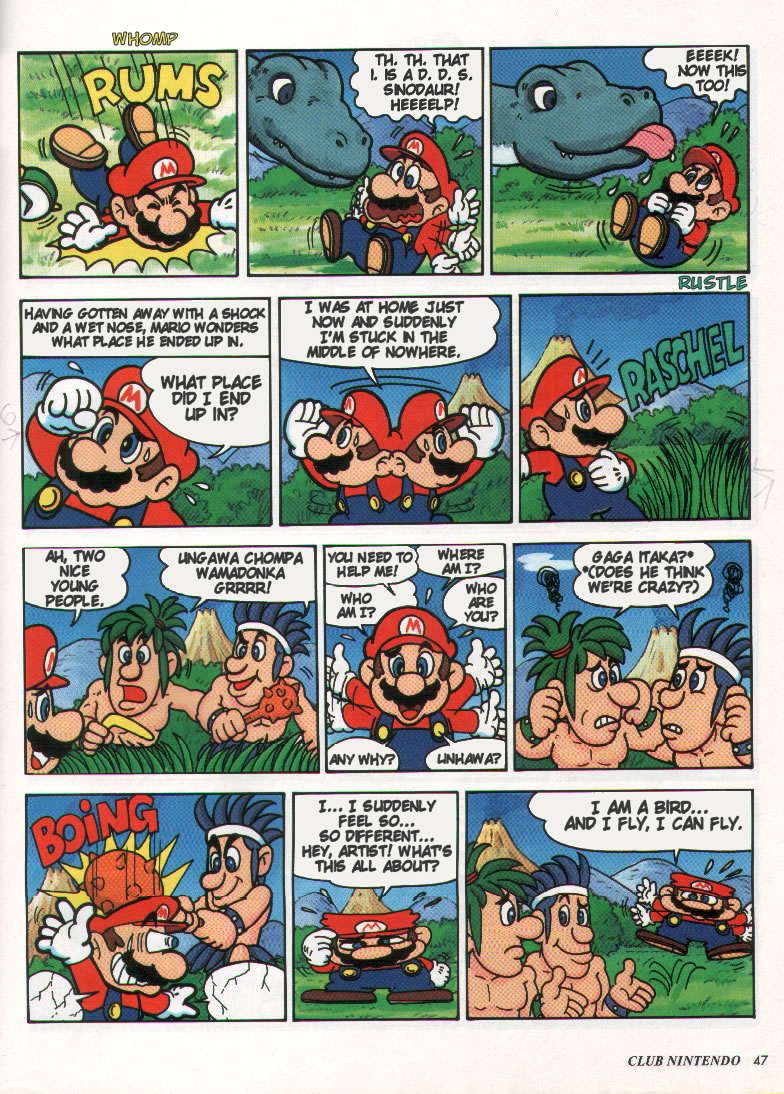 WHOMP
RUMS
TH. TH. THAT
I. IS A D. D. S.
SINODAUR!
HEEEELP!
EEEEK!
NOW THIS
TOO!
HAVING GOTTEN AWAY WITH A SHOCK
AND A WET NOSE, MARIO WONDERS
WHAT PLACE HE ENDED UP IN.
WHAT PLACE
DID I END
UP IN?
I WAS AT HOME JUST
NOW AND SUDDENLY
I'M STUCK IN THE
MIDDLE OF NOWHERE.
RUSTLE
RASCHEL
AH, TWO
NICE
YOUNG
PEOPLE.
UNGAWA CHOMPA
WAMADONKA
GRRRR!
YOU NEED TO
HELP ME!
WHERE
AM I?
WHO
AM I?
WHO
ARE
YOU?
ANY WHY?
UNHAWA?
GAGA ITAKA?*
*(DOES HE THINK
WE'RE CRAZY?)
BOING
I... I SUDDENLY
FEEL SO...
SO DIFFERENT...
HEY, ARTIST! WHAT'S
THIS ALL ABOUT?
I AM A BIRD...
AND I FLY, I CAN FLY.
CLUB NINTENDO 47